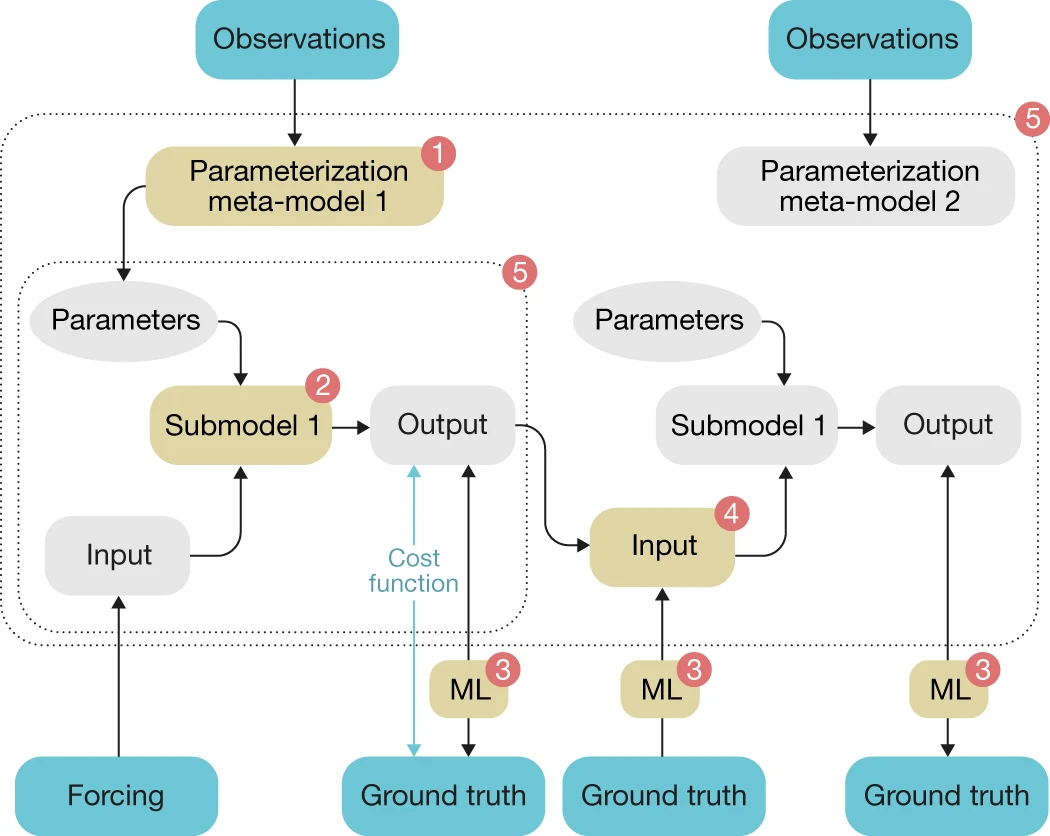 Observations
Observations
5
1
Parameterization
meta-model 1
Parameterization
meta-model 2
5
Parameters
Parameters
2
Submodel 1
Output
Submodel 1
Output
4
Input
Input
Cost
function
3
ML
3
ML
3
ML
Forcing
Ground truth
Ground truth
Ground truth